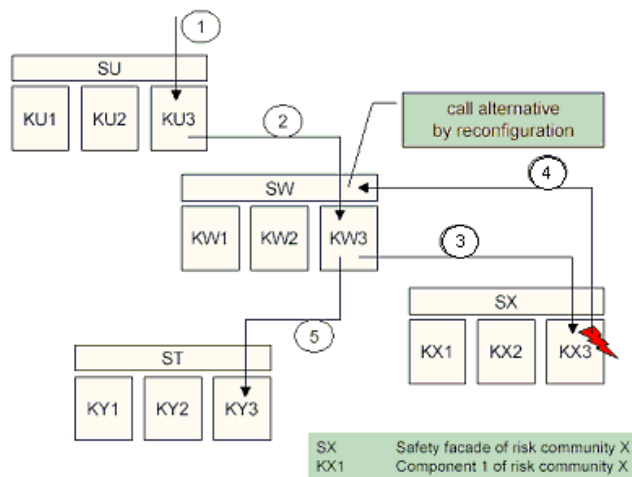 1
SU
KU1 KU2 KU3
2
call alternative
by reconfiguration
4
SW
KW1 KW2 KW3
3
SX
KX1 KX2 KX3
5
ST
KY1 KY2 KY3
SX Safety facade of risk community X
KX1 Component 1 of risk community X